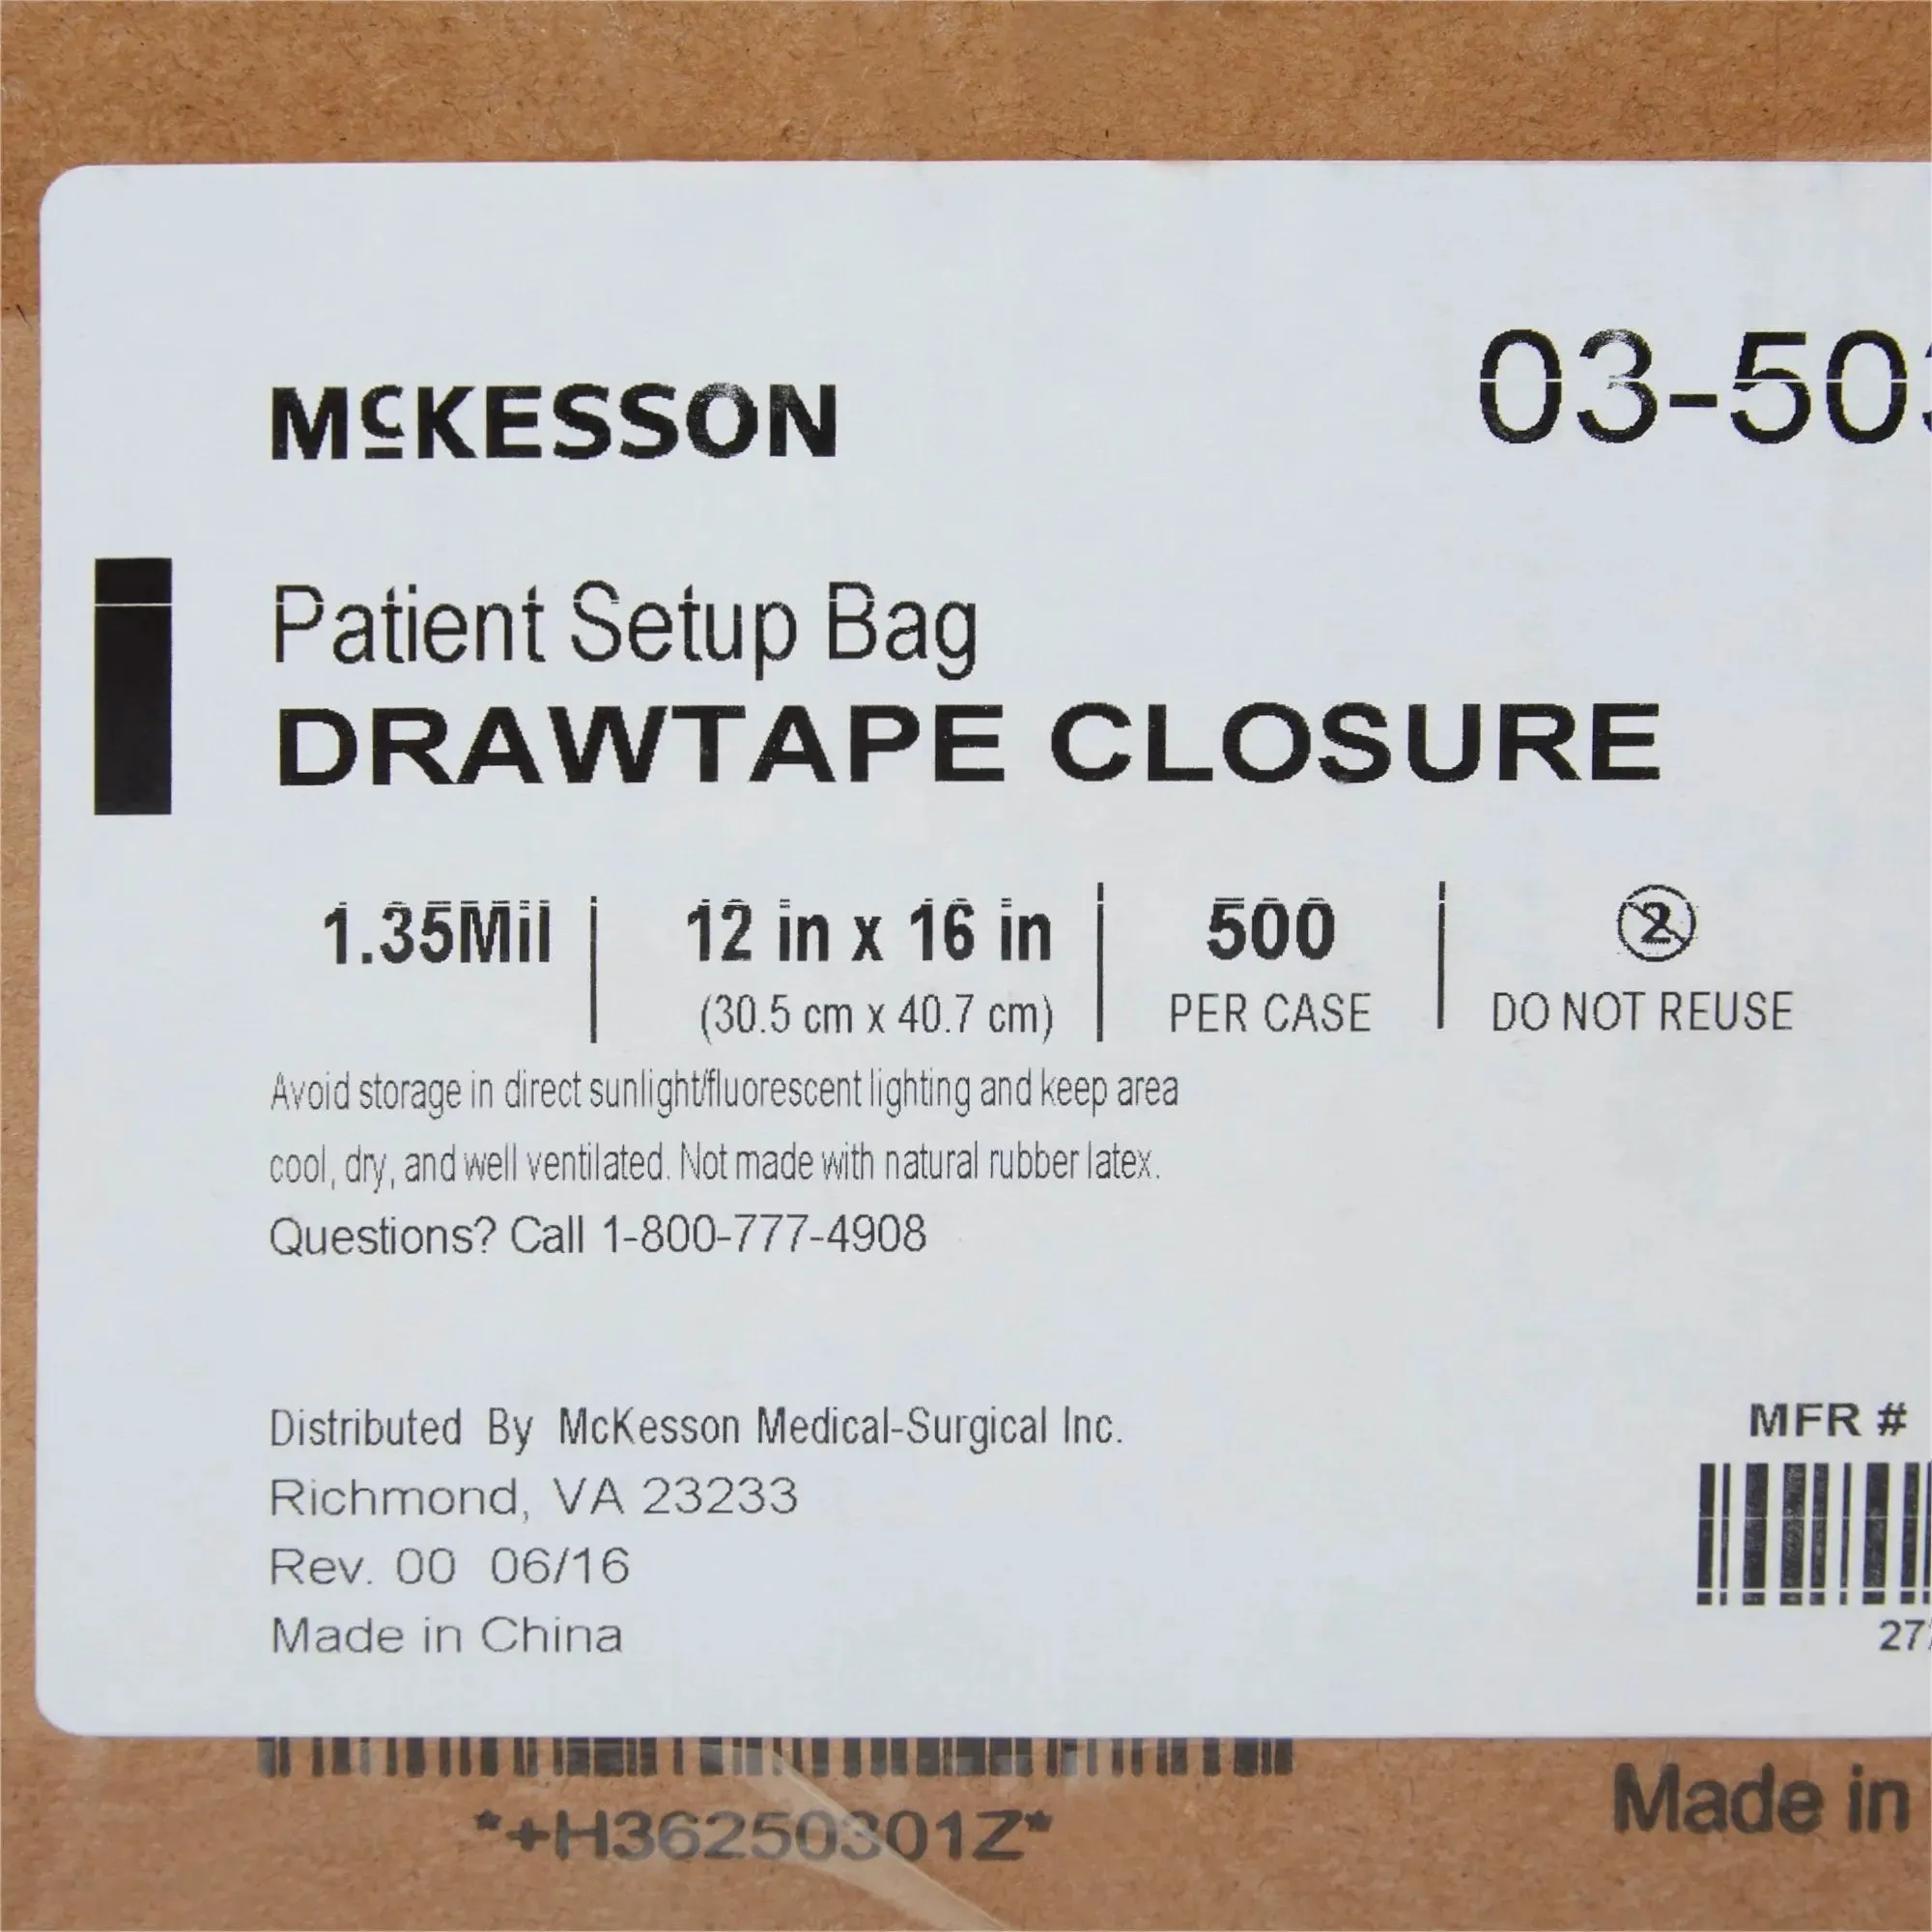 McKESSON
03-503
Patient Setup Bag
DRAWTAPE CLOSURE
1.35Mil
12 in x 16 in
(30.5 cm x 40.7 cm)
500
PER CASE
2
DO NOT REUSE
Avoid storage in direct sunlight/fluorescent lighting and keep area
cool, dry, and well ventilated. Not made with natural rubber latex.
Questions? Call 1-800-777-4908
Distributed By McKesson Medical-Surgical Inc.
Richmond, VA 23233
Rev. 00 06/16
Made in China
MFR #
27
*+H36250301Z*
Made in